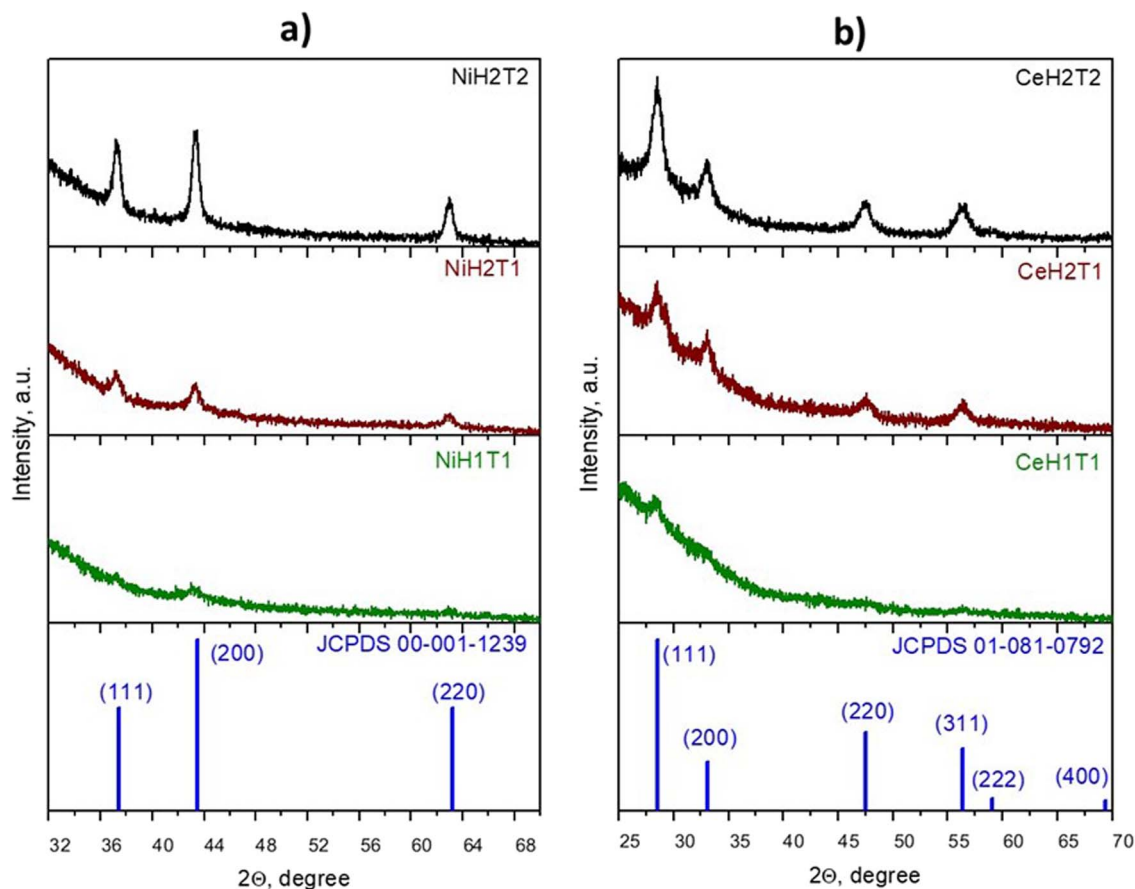 a)
NiH2T2
NiH2T1
NiH1T1
JCPDS 00-001-1239
(200)
(111)
(220)
Intensity, a.u.
32 36 40 44 48 52 56 60 64 68
2Θ, degree
b)
CeH2T2
CeH2T1
CeH1T1
JCPDS 01-081-0792
(111)
(200)
(220)
(311)
(222)
(400)
Intensity, a.u.
25 30 35 40 45 50 55 60 65 70
2Θ, degree